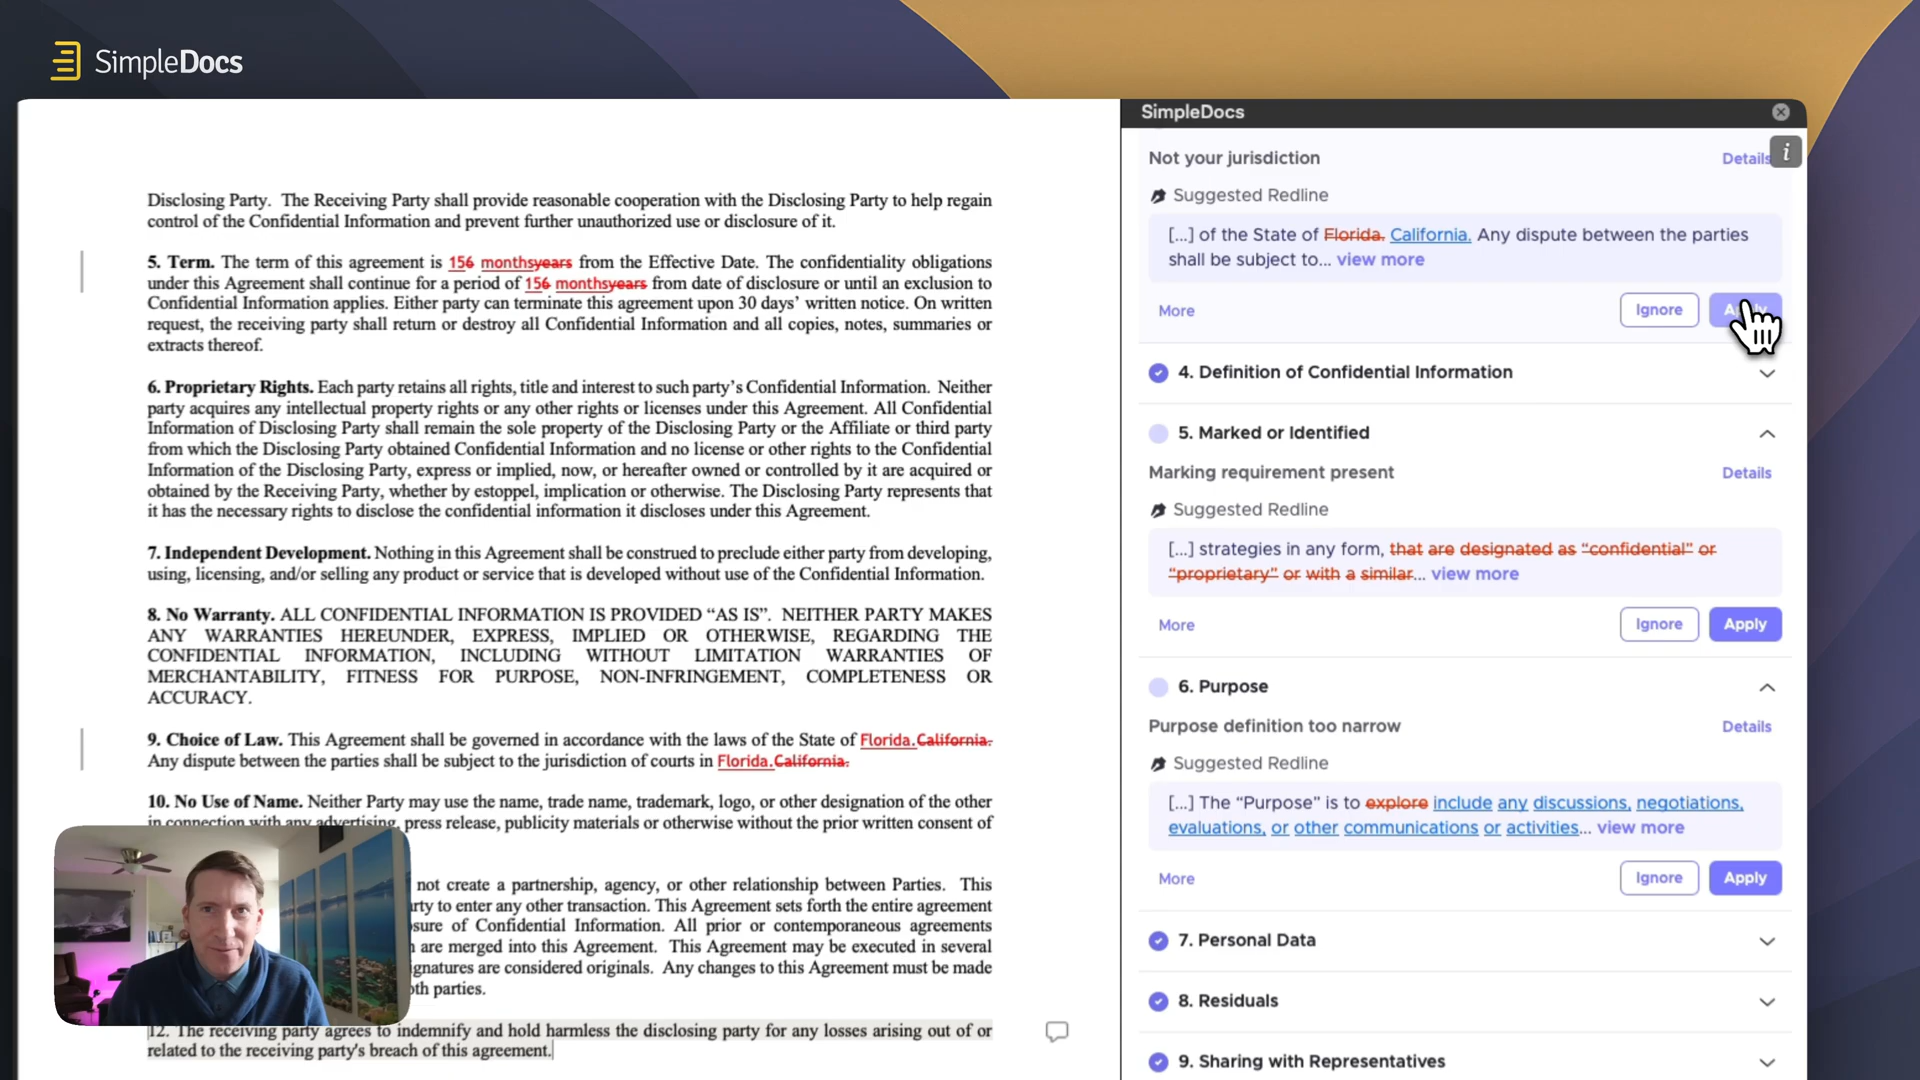 SimpleDocs
Disclosing Party. The Receiving Party shall provide reasonable cooperation with the Disclosing Party to help regain
control of the Confidential Information and prevent further unauthorized use or disclosure of it.
5. Term. The term of this agreement is 156 monthsyears from the Effective Date. The confidentiality obligations
under this Agreement shall continue for a period of 156 monthsyears from date of disclosure or until an exclusion to
Confidential Information applies. Either party can terminate this agreement upon 30 days' written notice. On written
request, the receiving party shall return or destroy all Confidential Information and all copies, notes, summaries or
extracts thereof.
6. Proprietary Rights. Each party retains all rights, title and interest to such party's Confidential Information. Neither
party acquires any intellectual property rights or any other rights or licenses under this Agreement. All Confidential
Information of Disclosing Party shall remain the sole property of the Disclosing Party or the Affiliate or third party
from which the Disclosing Party obtained Confidential Information and no license or other rights to the Confidential
Information of the Disclosing Party, express or implied, now, or hereafter owned or controlled by it are acquired or
obtained by the Receiving Party, whether by estoppel, implication or otherwise. The Disclosing Party represents that
it has the necessary rights to disclose the confidential information it discloses under this Agreement.
7. Independent Development. Nothing in this Agreement shall be construed to preclude either party from developing,
using, licensing, and/or selling any product or service that is developed without use of the Confidential Information.
8. No Warranty. ALL CONFIDENTIAL INFORMATION IS PROVIDED “AS IS”. NEITHER PARTY MAKES
ANY WARRANTIES HEREUNDER, EXPRESS, IMPLIED OR OTHERWISE, REGARDING THE
CONFIDENTIAL INFORMATION, INCLUDING WITHOUT LIMITATION WARRANTIES OF
MERCHANTABILITY, FITNESS FOR PURPOSE, NON-INFRINGEMENT, COMPLETENESS OR
ACCURACY.
9. Choice of Law. This Agreement shall be governed in accordance with the laws of the State of Florida.California.
Any dispute between the parties shall be subject to the jurisdiction of courts in Florida.California.
10. No Use of Name. Neither Party may use the name, trade name, trademark, logo, or other designation of the other
in connection with any advertising, press release, publicity materials or otherwise without the prior written consent of
not create a partnership, agency, or other relationship between Parties. This
to enter any other transaction. This Agreement sets forth the entire agreement
of Confidential Information. All prior or contemporaneous agreements
are merged into this Agreement. This Agreement may be executed in several
are considered originals. Any changes to this Agreement must be made
parties.
12. The receiving party agrees to indemnify and hold harmless the disclosing party for any losses arising out of or
related to the receiving party's breach of this agreement.
SimpleDocs
Not your jurisdiction Details i
Suggested Redline
[...] of the State of Florida. California. Any dispute between the parties
shall be subject to... view more
More Ignore
4. Definition of Confidential Information
5. Marked or Identified
Marking requirement present Details
Suggested Redline
[...] strategies in any form, that are designated as “confidential” or
“proprietary” or with a similar... view more
More Ignore Apply
6. Purpose
Purpose definition too narrow Details
Suggested Redline
[...] The “Purpose” is to explore include any discussions, negotiations,
evaluations, or other communications or activities... view more
More Ignore Apply
7. Personal Data
8. Residuals
9. Sharing with Representatives